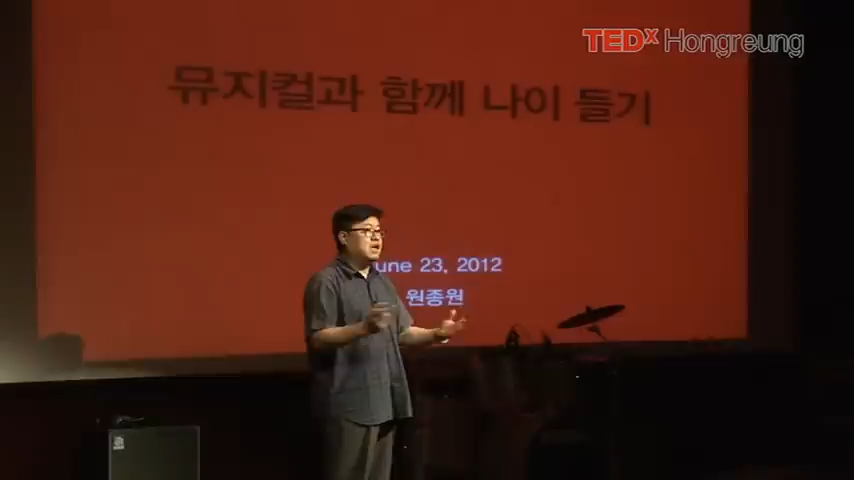 TEDx Hongreung
뮤지컬과 함께 나이 들기
une 23, 2012
원종원